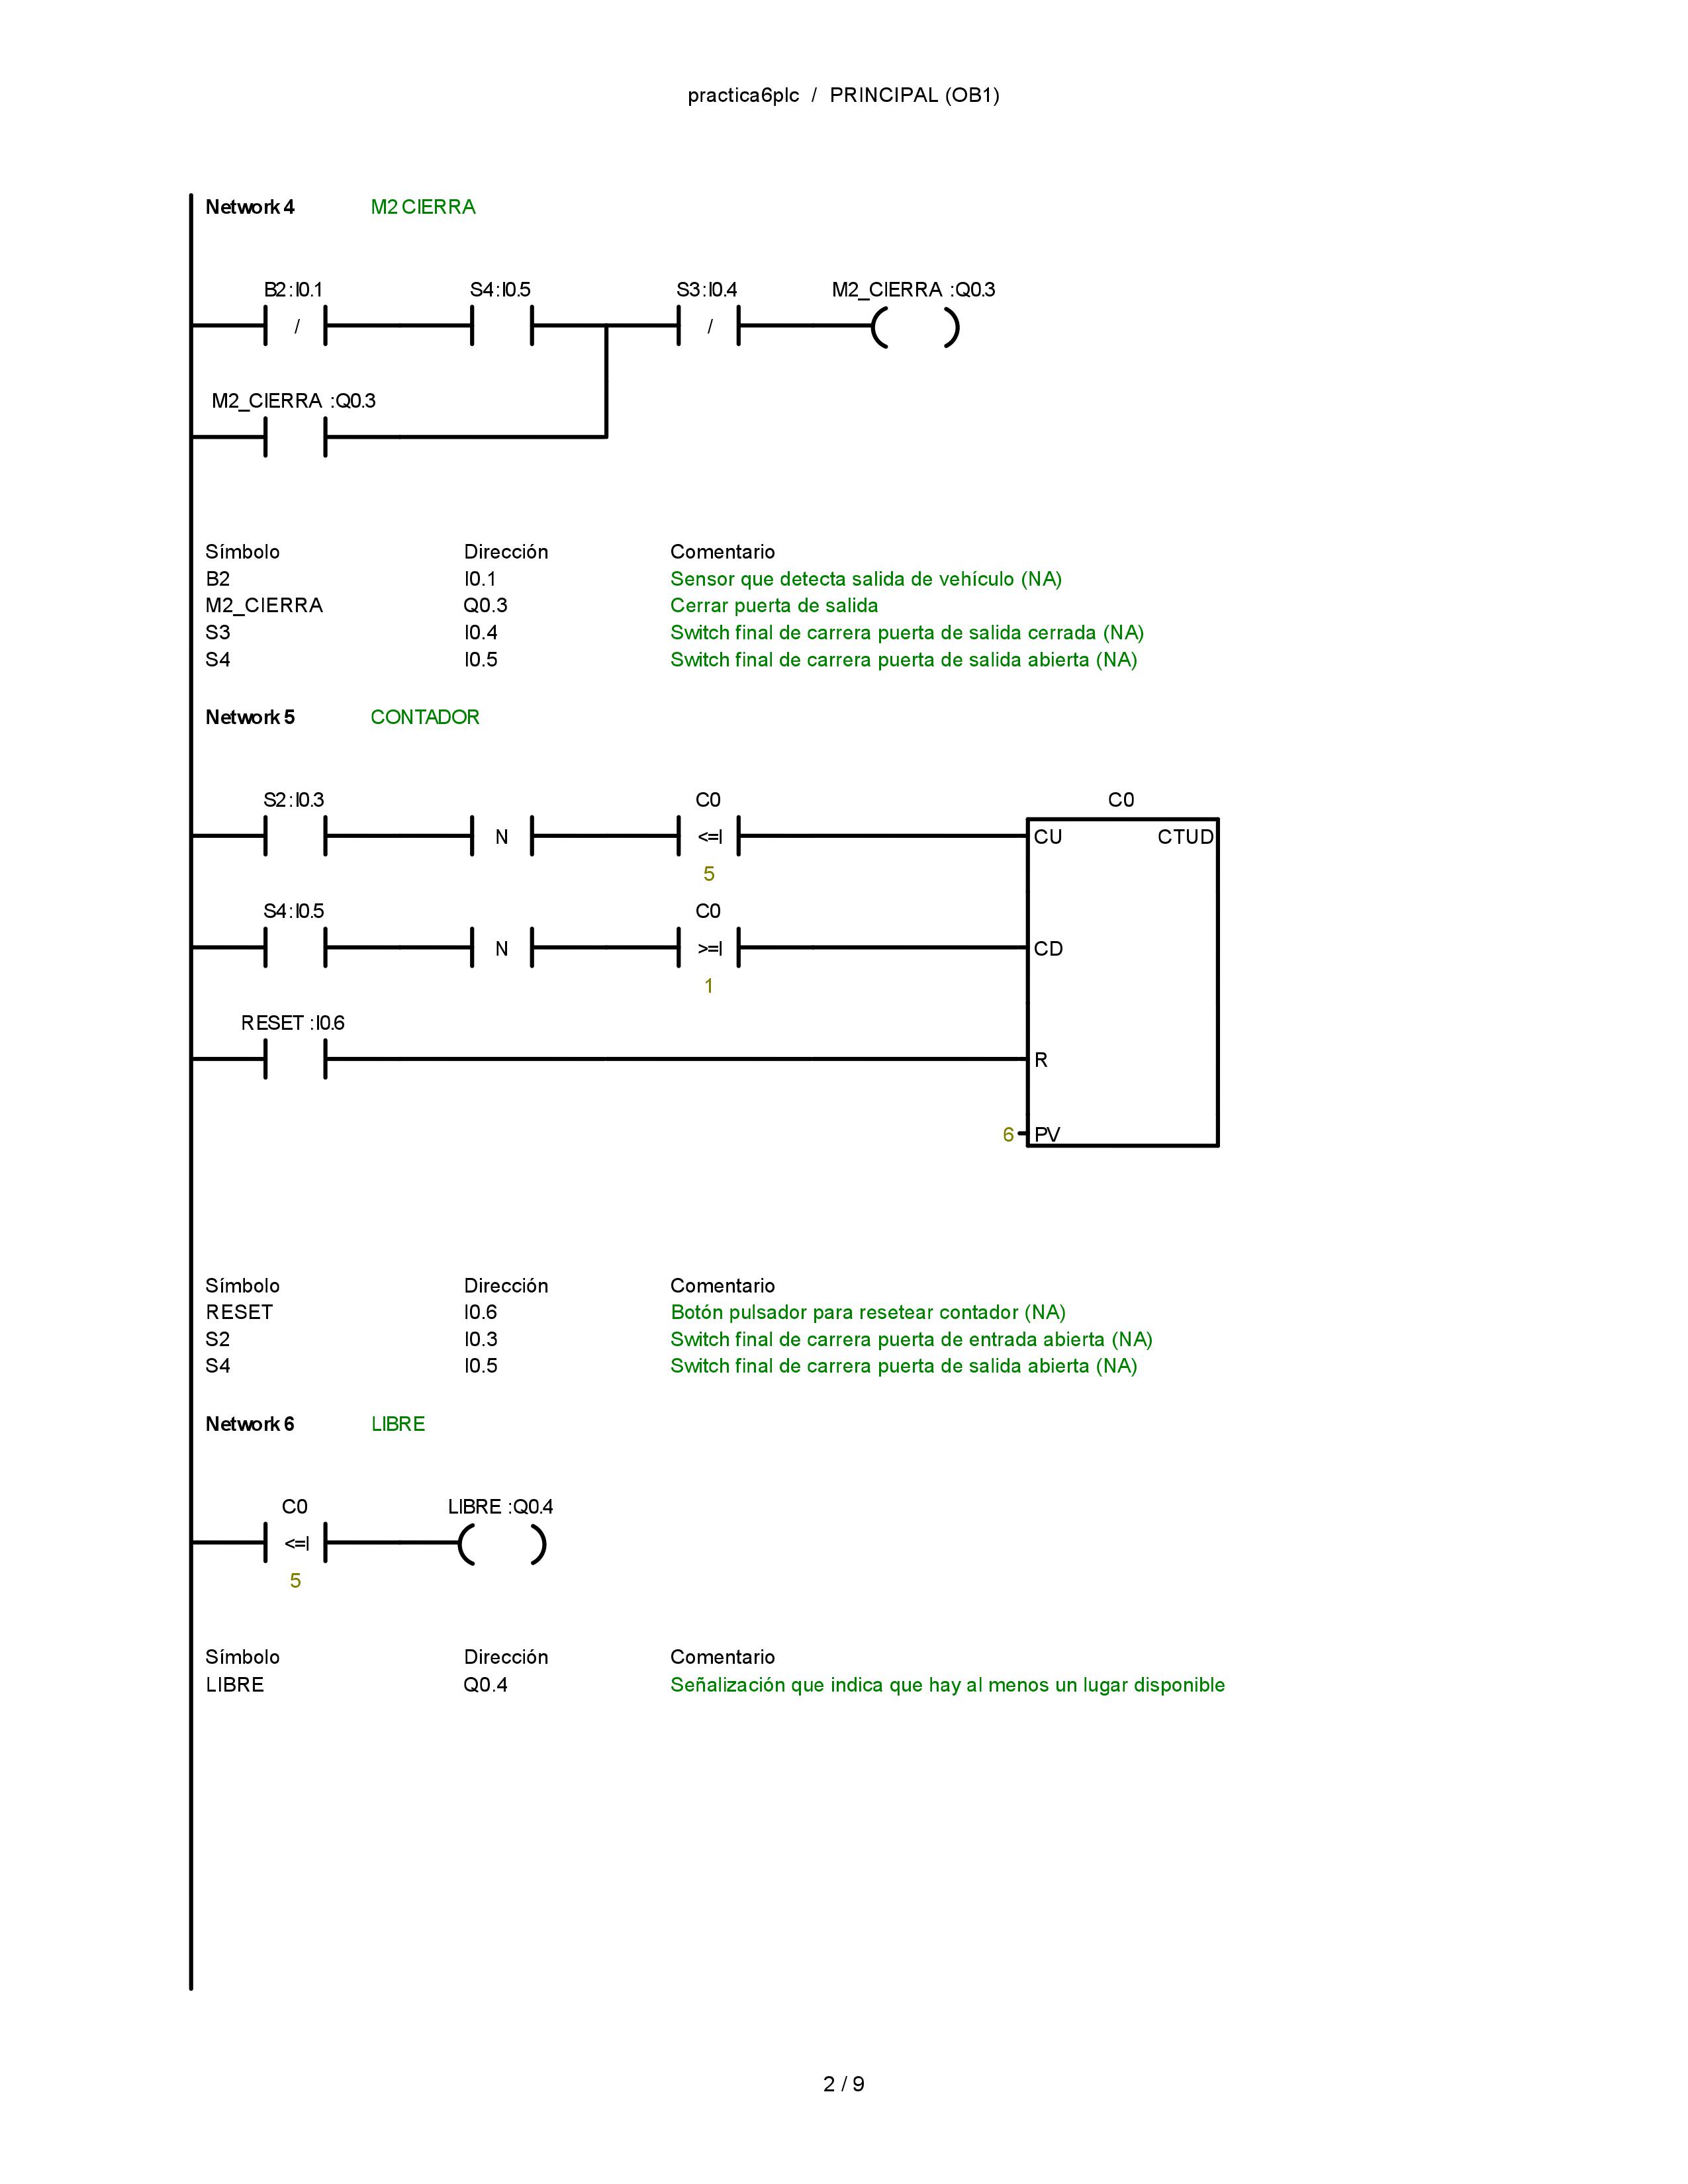 practica6plc / PRINCIPAL (OB1)
Network 4 M2 CIERRA
B2:I0.1 S4:I0.5 S3:I0.4 M2_CIERRA :Q0.3
/ /
M2_CIERRA :Q0.3
Símbolo Dirección Comentario
B2 I0.1 Sensor que detecta salida de vehículo (NA)
M2_CIERRA Q0.3 Cerrar puerta de salida
S3 I0.4 Switch final de carrera puerta de salida cerrada (NA)
S4 I0.5 Switch final de carrera puerta de salida abierta (NA)
Network 5 CONTADOR
S2:I0.3 C0 C0
N <=I CU CTUD
5
S4:I0.5 C0
N >=I CD
1
RESET :I0.6
R
6 PV
Símbolo Dirección Comentario
RESET I0.6 Botón pulsador para resetear contador (NA)
S2 I0.3 Switch final de carrera puerta de entrada abierta (NA)
S4 I0.5 Switch final de carrera puerta de salida abierta (NA)
Network 6 LIBRE
C0 LIBRE :Q0.4
<=I
5
Símbolo Dirección Comentario
LIBRE Q0.4 Señalización que indica que hay al menos un lugar disponible
2 / 9